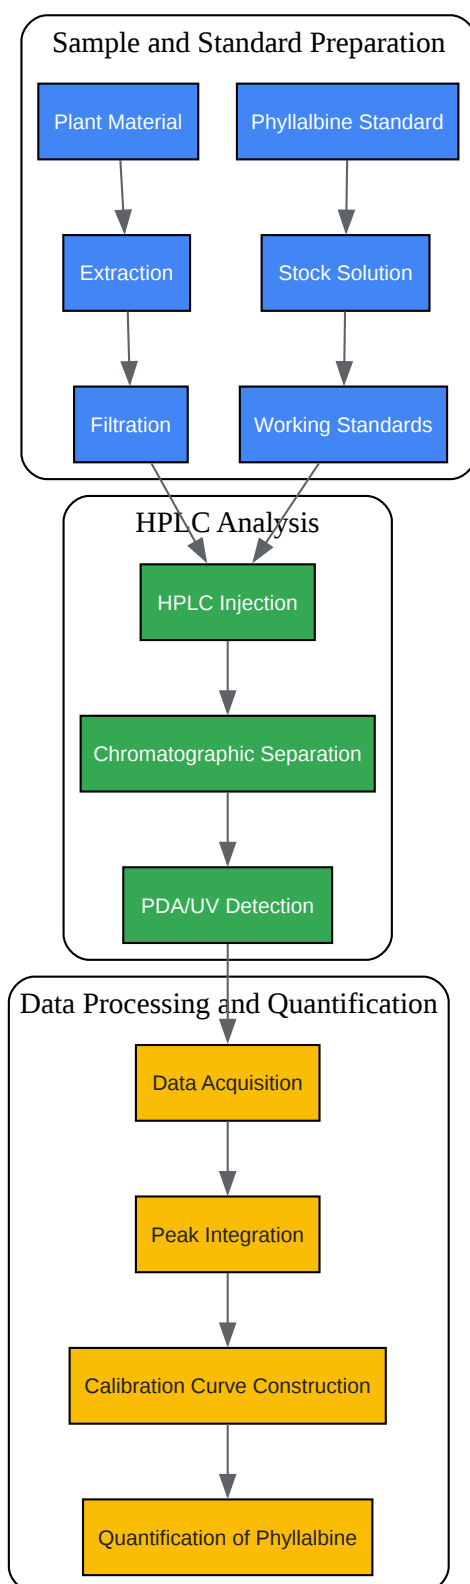 Sample and Standard Preparation
Plant Material
Phyllalbine Standard
Extraction
Stock Solution
Filtration
Working Standards
HPLC Analysis
HPLC Injection
Chromatographic Separation
PDA/UV Detection
Data Processing and Quantification
Data Acquisition
Peak Integration
Calibration Curve Construction
Quantification of Phyllalbine